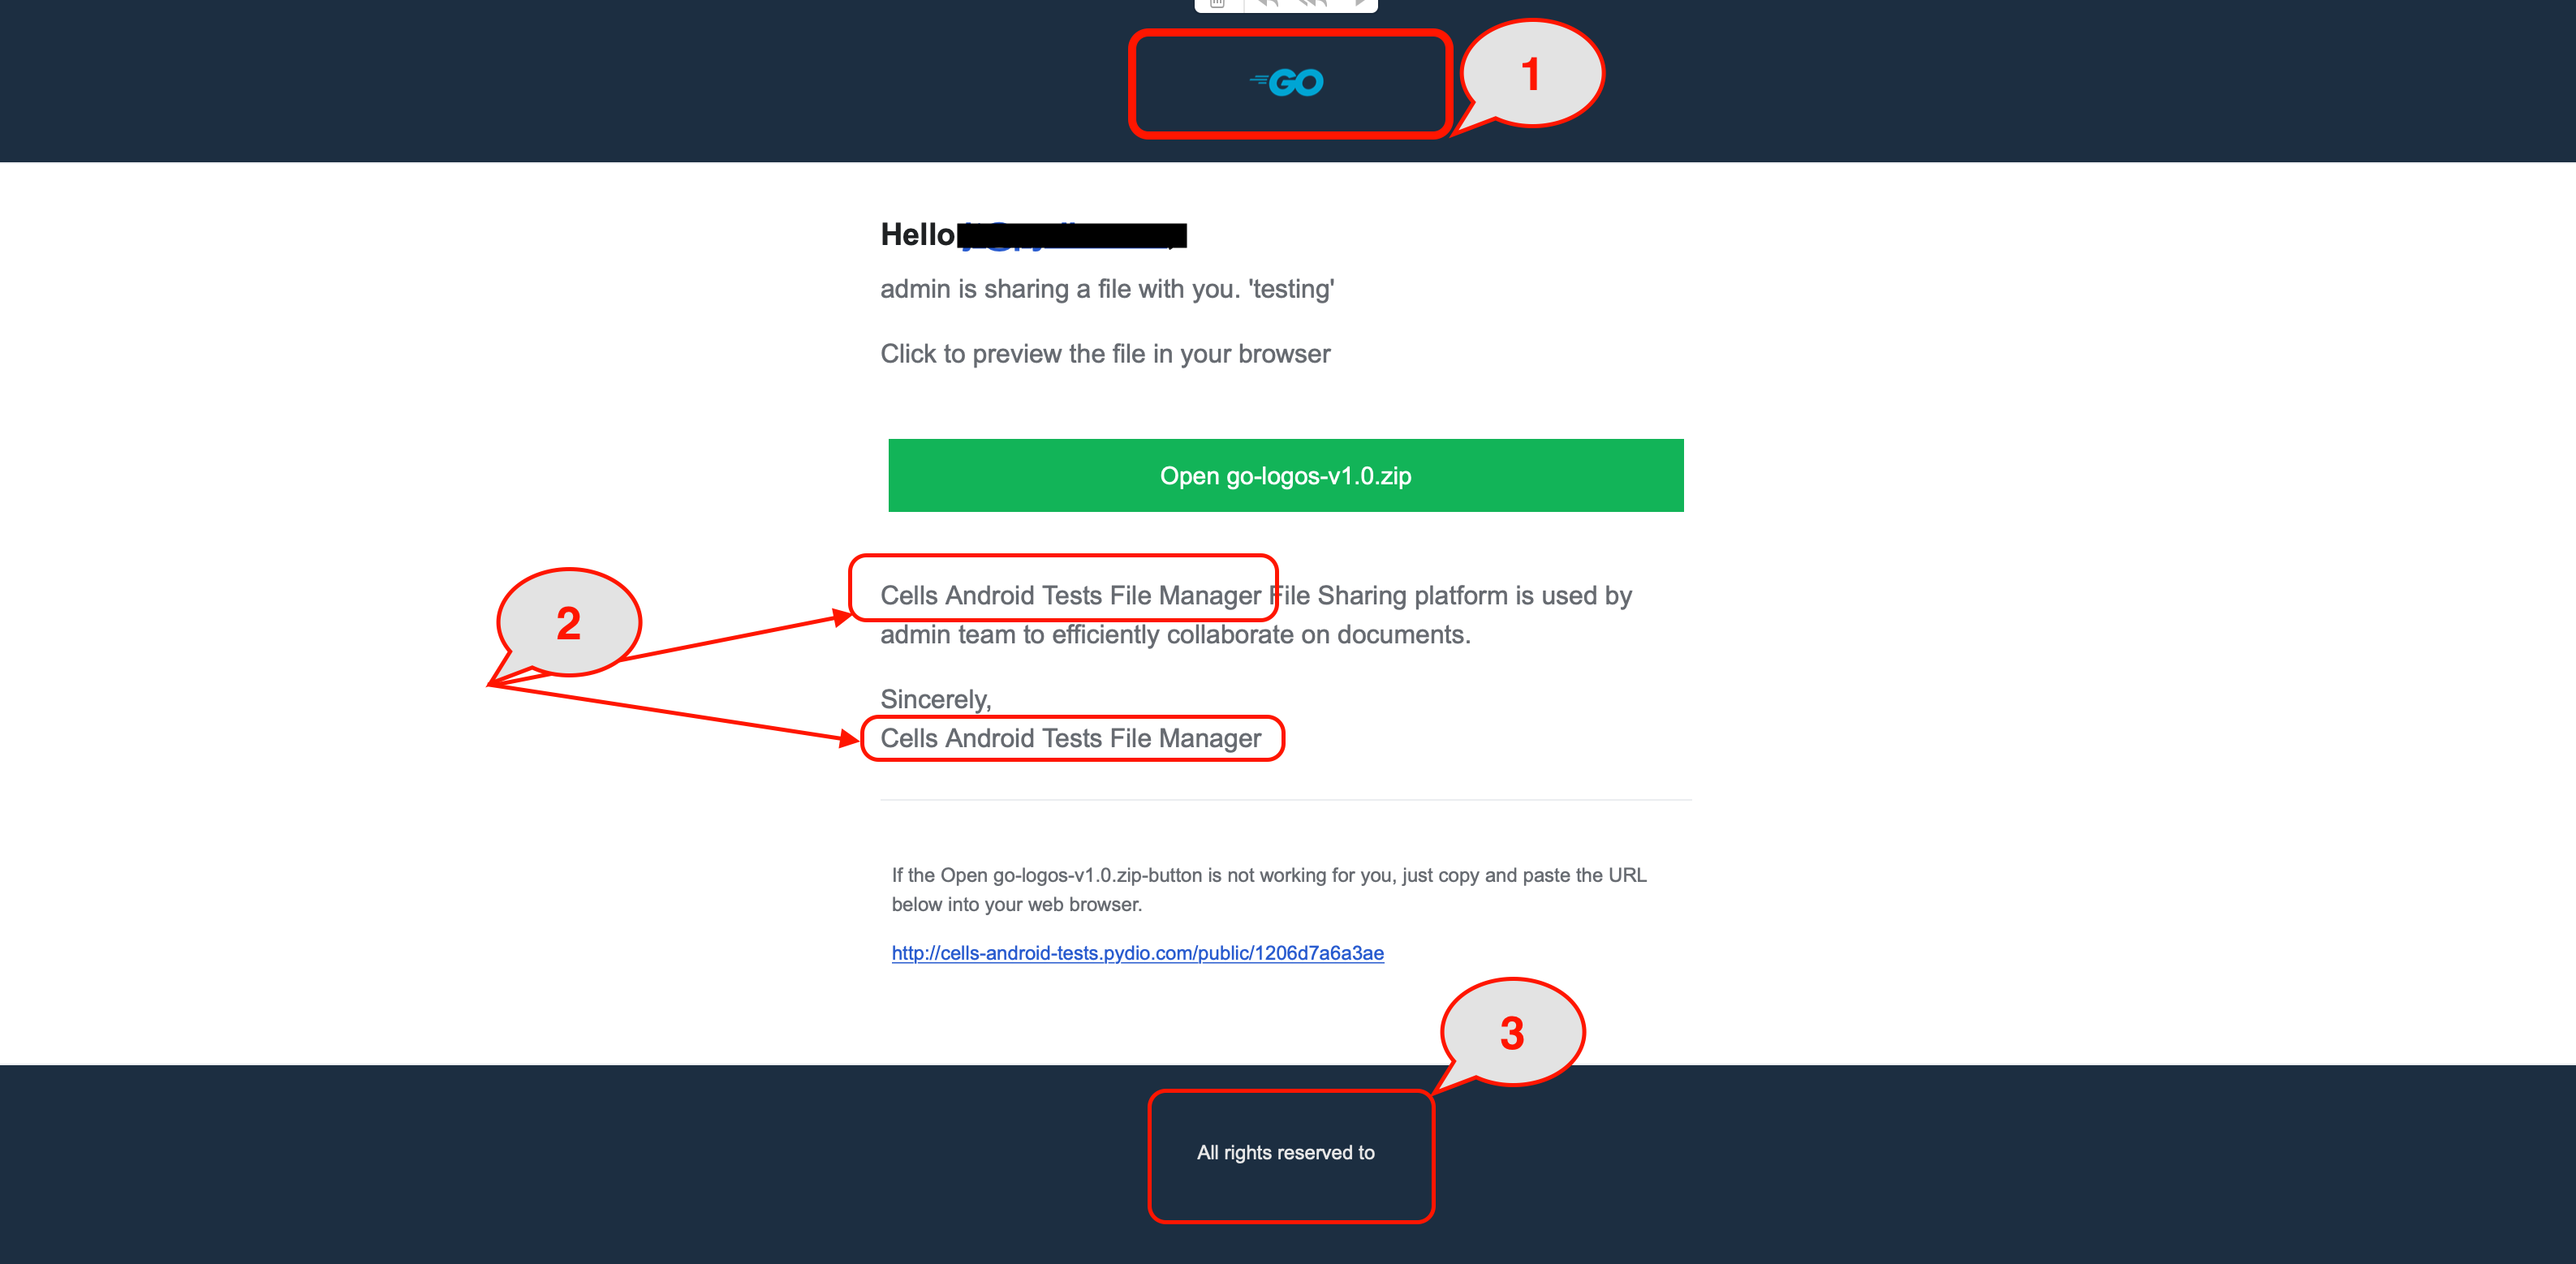 GO
1
Hello
admin is sharing a file with you. 'testing'
Click to preview the file in your browser
Open go-logos-v1.0.zip
2
Cells Android Tests File Manager File Sharing platform is used by
admin team to efficiently collaborate on documents.
Sincerely,
Cells Android Tests File Manager
If the Open go-logos-v1.0.zip-button is not working for you, just copy and paste the URL
below into your web browser.
http://cells-android-tests.pydio.com/public/1206d7a6a3ae
3
All rights reserved to